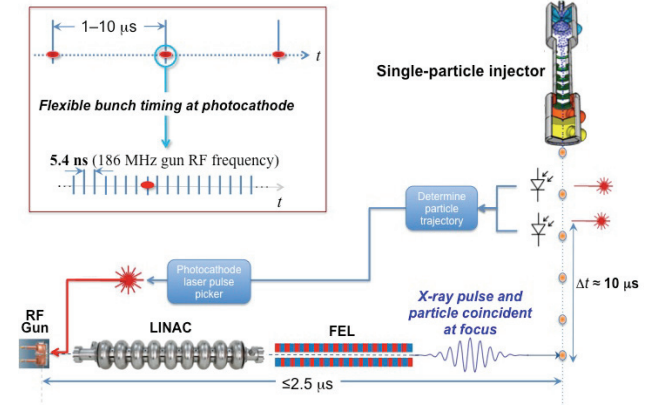 1–10 μs
t
Flexible bunch timing at photocathode
5.4 ns (186 MHz gun RF frequency)
t
Single-particle injector
Determine
particle
trajectory
Photocathode
laser pulse
picker
Δt ≈ 10 μs
X-ray pulse and
particle coincident
at focus
RF
Gun
LINAC
FEL
≤2.5 μs